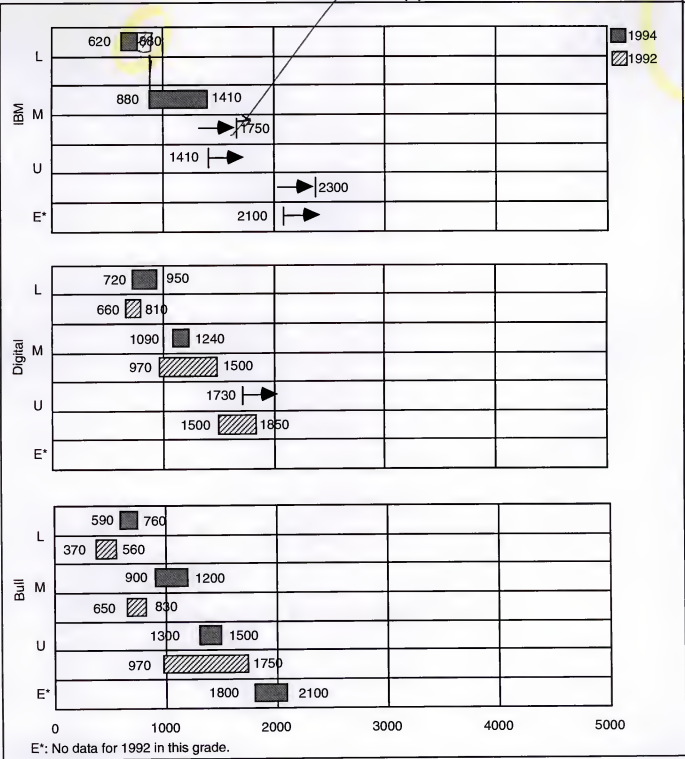 1994
1992
IBM
L
620
M
880 1410
1750
U
1410
2300
E*
2100
Digital
L
720 950
660 810
M
1090 1240
970 1500
U
1730
1500 1850
E*
Bull
L
590 760
370 560
M
900 1200
650 830
U
1300 1500
970 1750
E*
1800 2100
0 1000 2000 3000 4000 5000
E*: No data for 1992 in this grade.